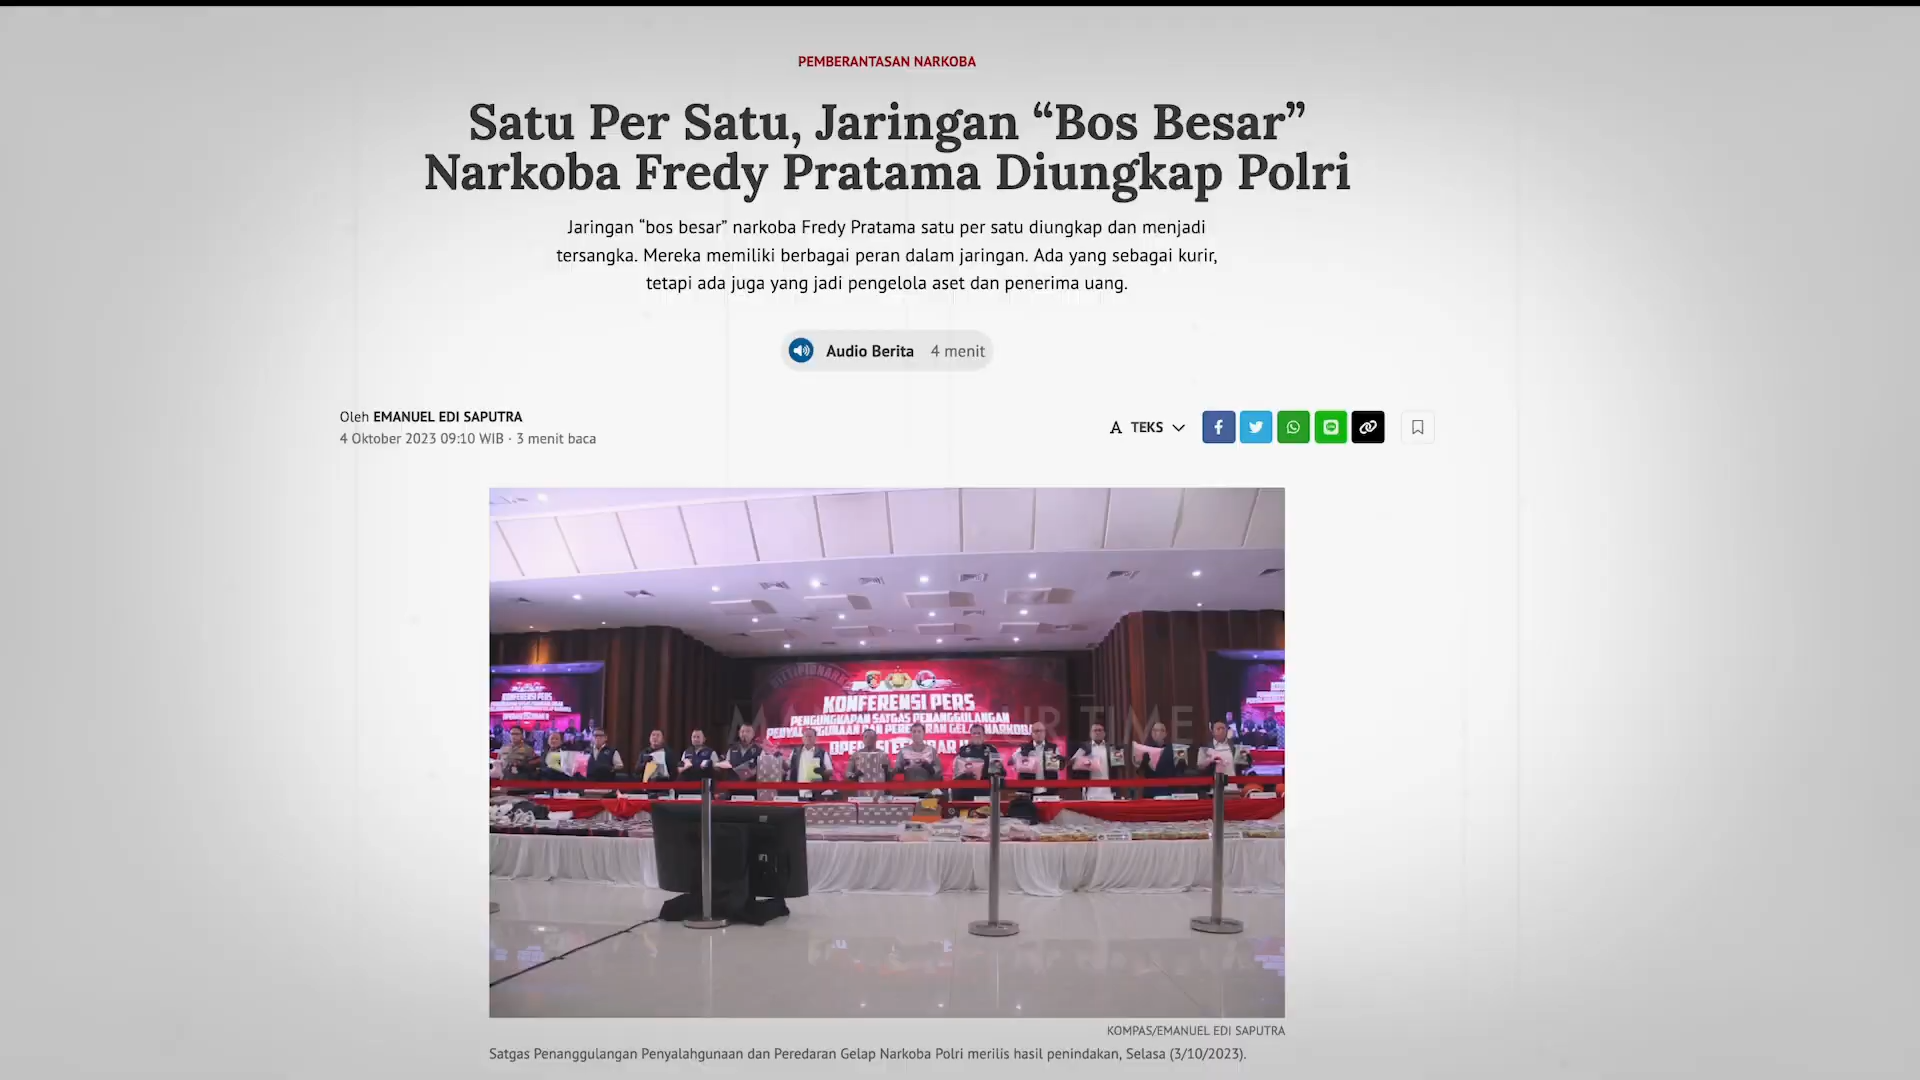 PEMBERANTASAN NARKOBA
Satu Per Satu, Jaringan “Bos Besar”
Narkoba Fredy Pratama Diungkap Polri
Jaringan “bos besar” narkoba Fredy Pratama satu per satu diungkap dan menjadi
tersangka. Mereka memiliki berbagai peran dalam jaringan. Ada yang sebagai kurir,
tetapi ada juga yang jadi pengelola aset dan penerima uang.
Audio Berita 4 menit
Oleh EMANUEL EDI SAPUTRA
4 Oktober 2023 09:10 WIB · 3 menit baca
A TEKS
KONFERENSI PERS
PENGUNGKAPAN SATGAS PENANGGULANGAN
PENYALAHGUNAAN DAN PEREDARAN GELAP NARKOBA
KONFERENSI PERS
UR TIME
KOMPAS/EMANUEL EDI SAPUTRA
Satgas Penanggulangan Penyalahgunaan dan Peredaran Gelap Narkoba Polri merilis hasil penindakan, Selasa (3/10/2023).